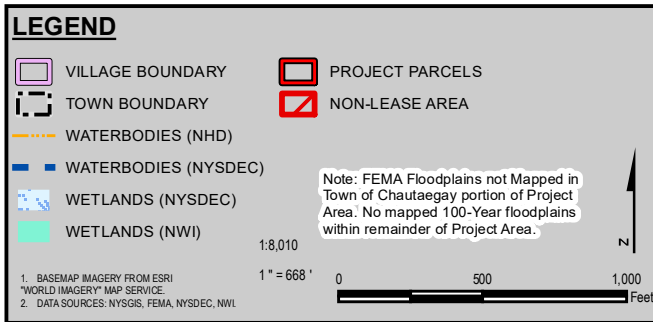 LEGEND
VILLAGE BOUNDARY
TOWN BOUNDARY
WATERBODIES (NHD)
WATERBODIES (NYSDEC)
WETLANDS (NYSDEC)
WETLANDS (NWI)
PROJECT PARCELS
NON-LEASE AREA
Note: FEMA Floodplains not Mapped in
Town of Chautaegay portion of Project
Area. No mapped 100-Year floodplains
within remainder of Project Area.
1:8,010
1 " = 668 '
1. BASEMAP IMAGERY FROM ESRI
"WORLD IMAGERY" MAP SERVICE.
2. DATA SOURCES: NYSGIS, FEMA, NYSDEC, NWI.
0 500 1,000
Feet
N